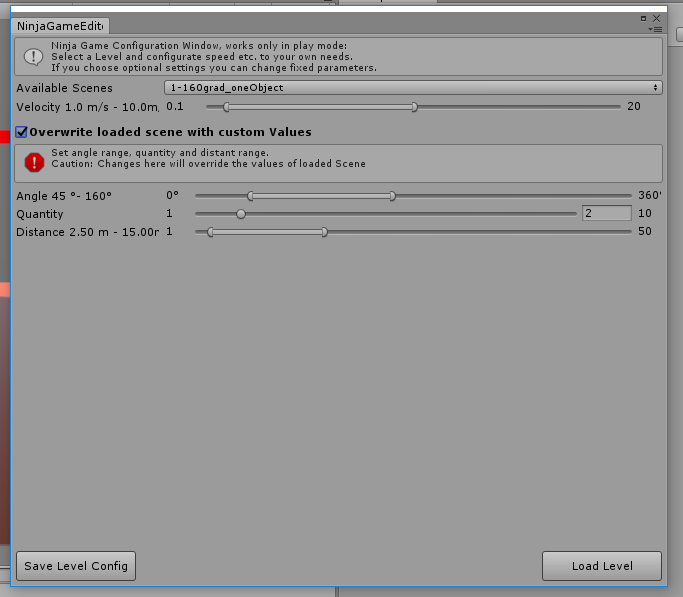 NinjaGameEdito
Ninja Game Configuration Window, works only in play mode:
Select a Level and configurate speed etc. to your own needs.
If you choose optional settings you can change fixed parameters.
Available Scenes 1-160grad_oneObject
Velocity 1.0 m/s - 10.0m, 0.1 20
Overwrite loaded scene with custom Values
Set angle range, quantity and distant range.
Caution: Changes here will override the values of loaded Scene
Angle 45 °- 160° 0° 360°
Quantity 1 2 10
Distance 2.50 m - 15.00m 1 50
Save Level Config Load Level